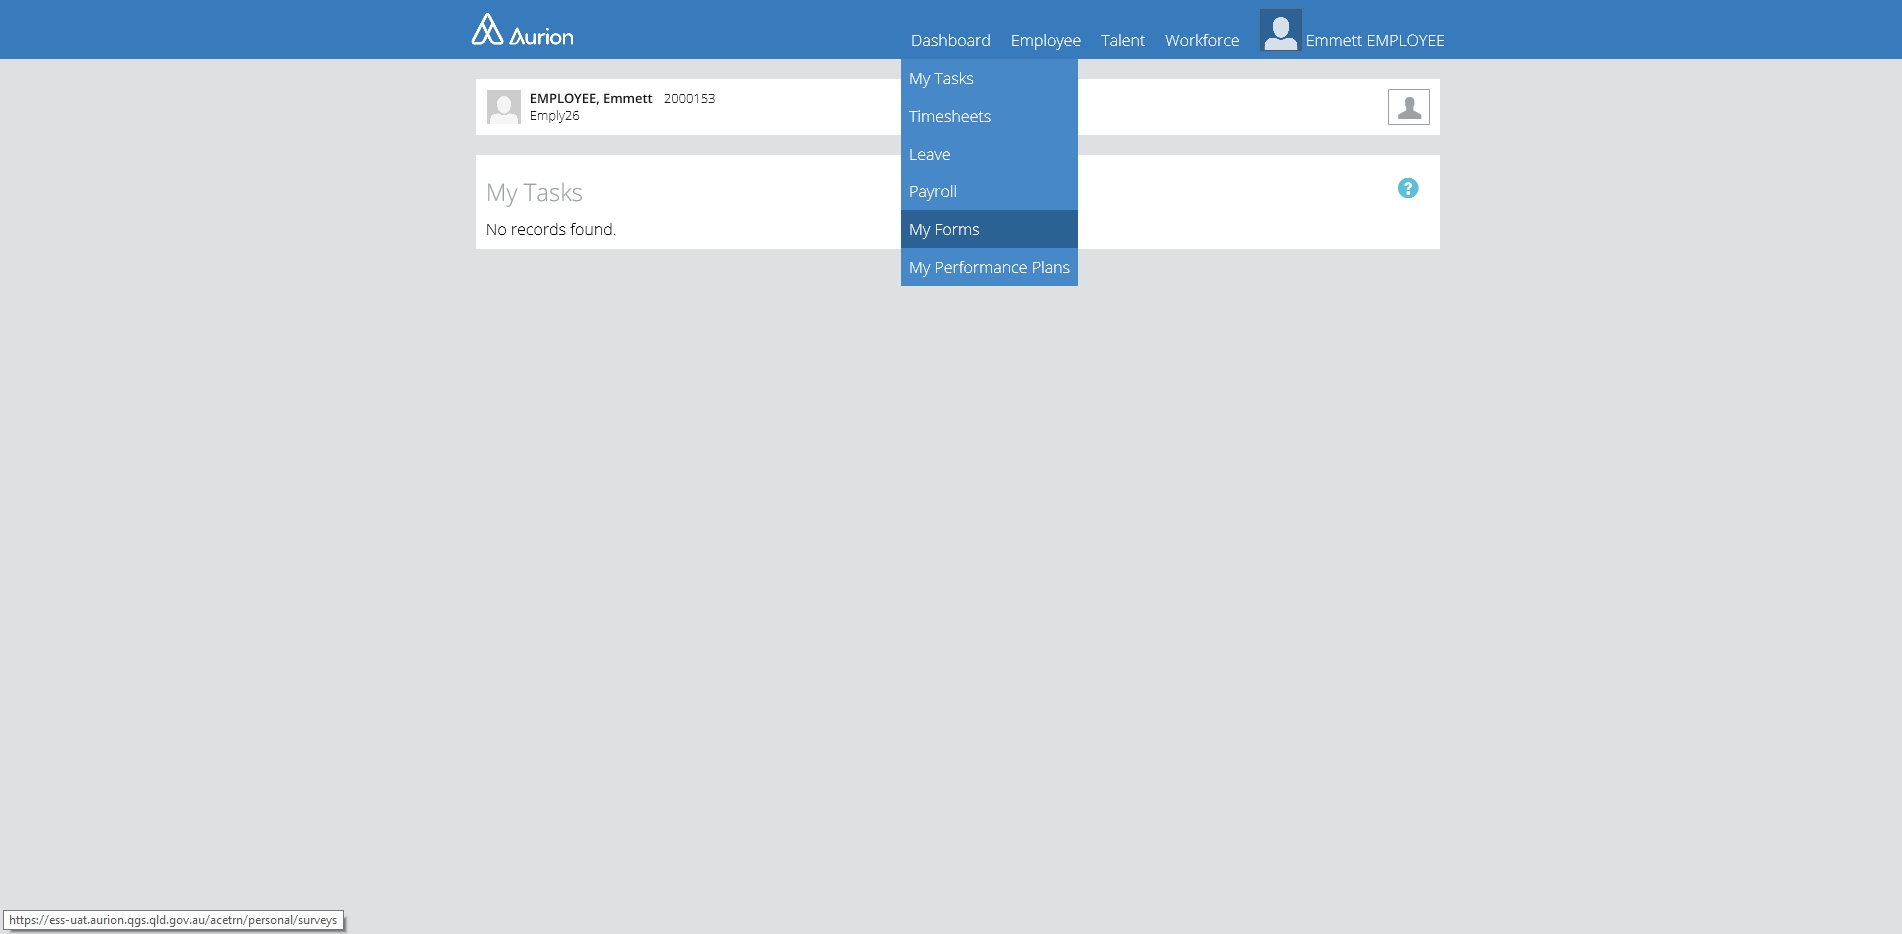 Aurion
Dashboard Employee Talent Workforce Emmett EMPLOYEE
My Tasks
Timesheets
Leave
Payroll
My Forms
My Performance Plans
EMPLOYEE, Emmett 2000153
Emply26
My Tasks
?
No records found.
https://ess-uat.aurion.qgs.qld.gov.au/acetrn/personal/surveys